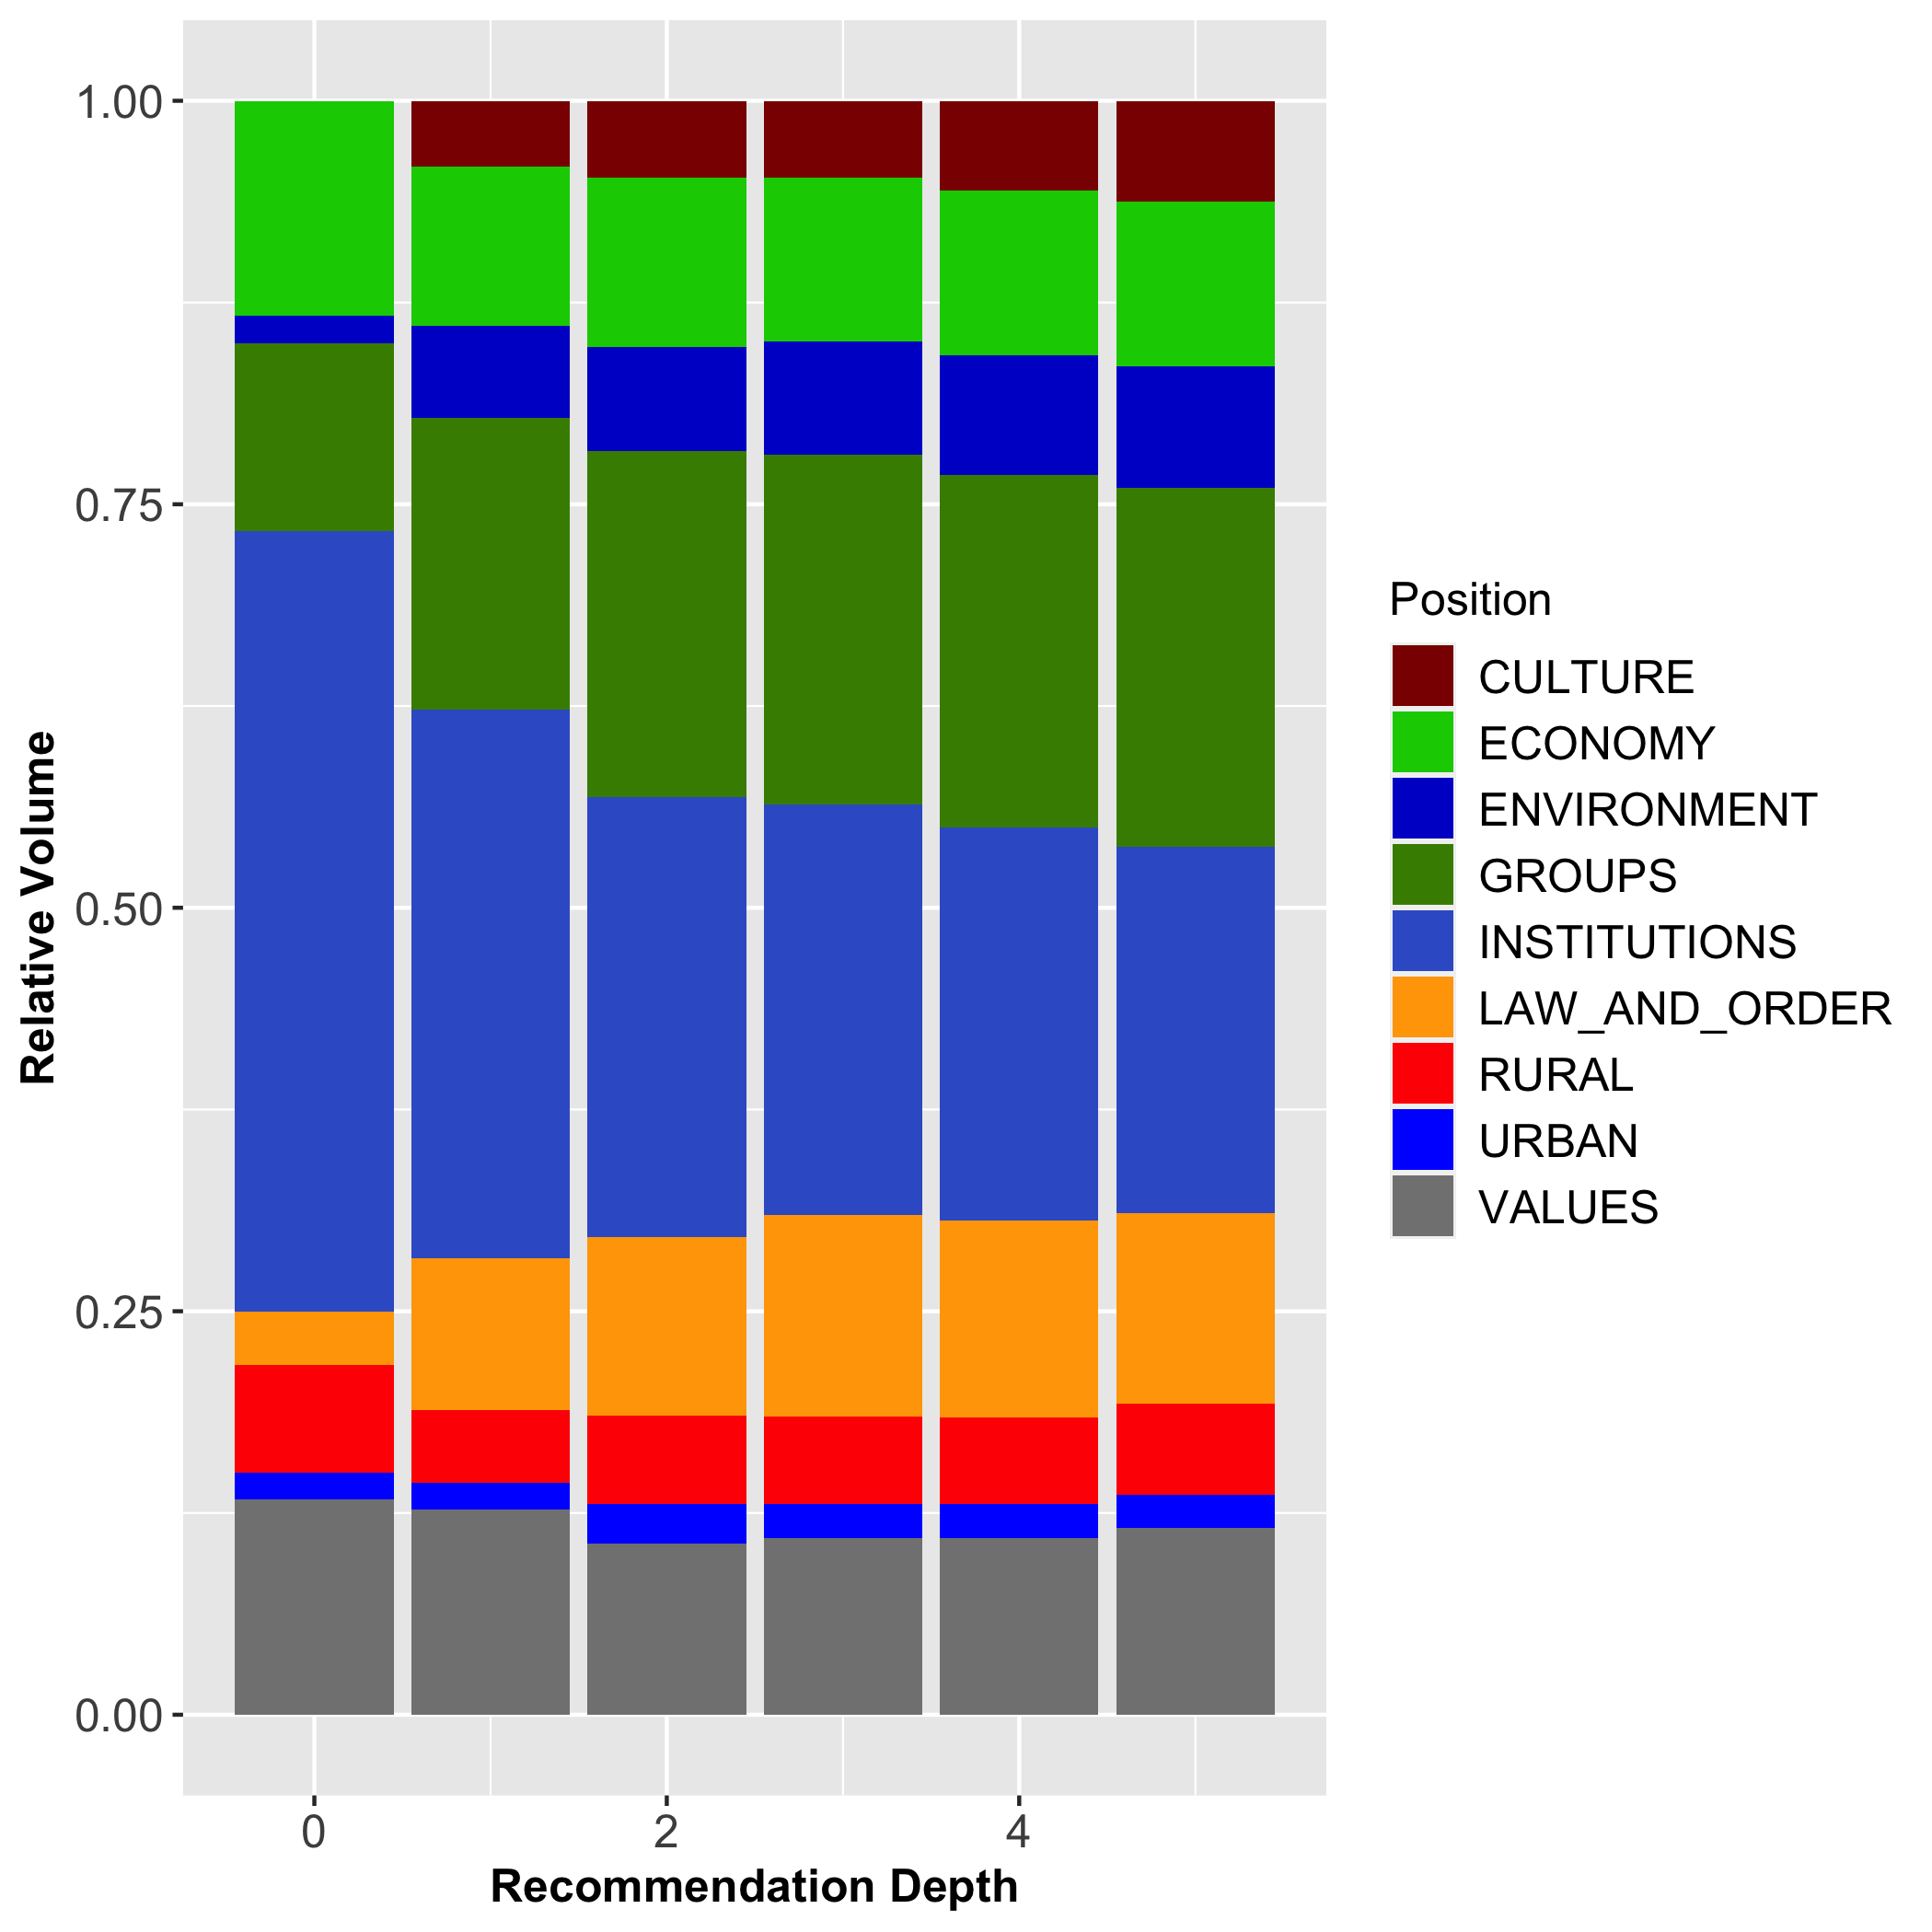 1.00
0.75
0.50
0.25
0.00
Relative Volume
0
2
4
Recommendation Depth
Position
CULTURE
ECONOMY
ENVIRONMENT
GROUPS
INSTITUTIONS
LAW_AND_ORDER
RURAL
URBAN
VALUES